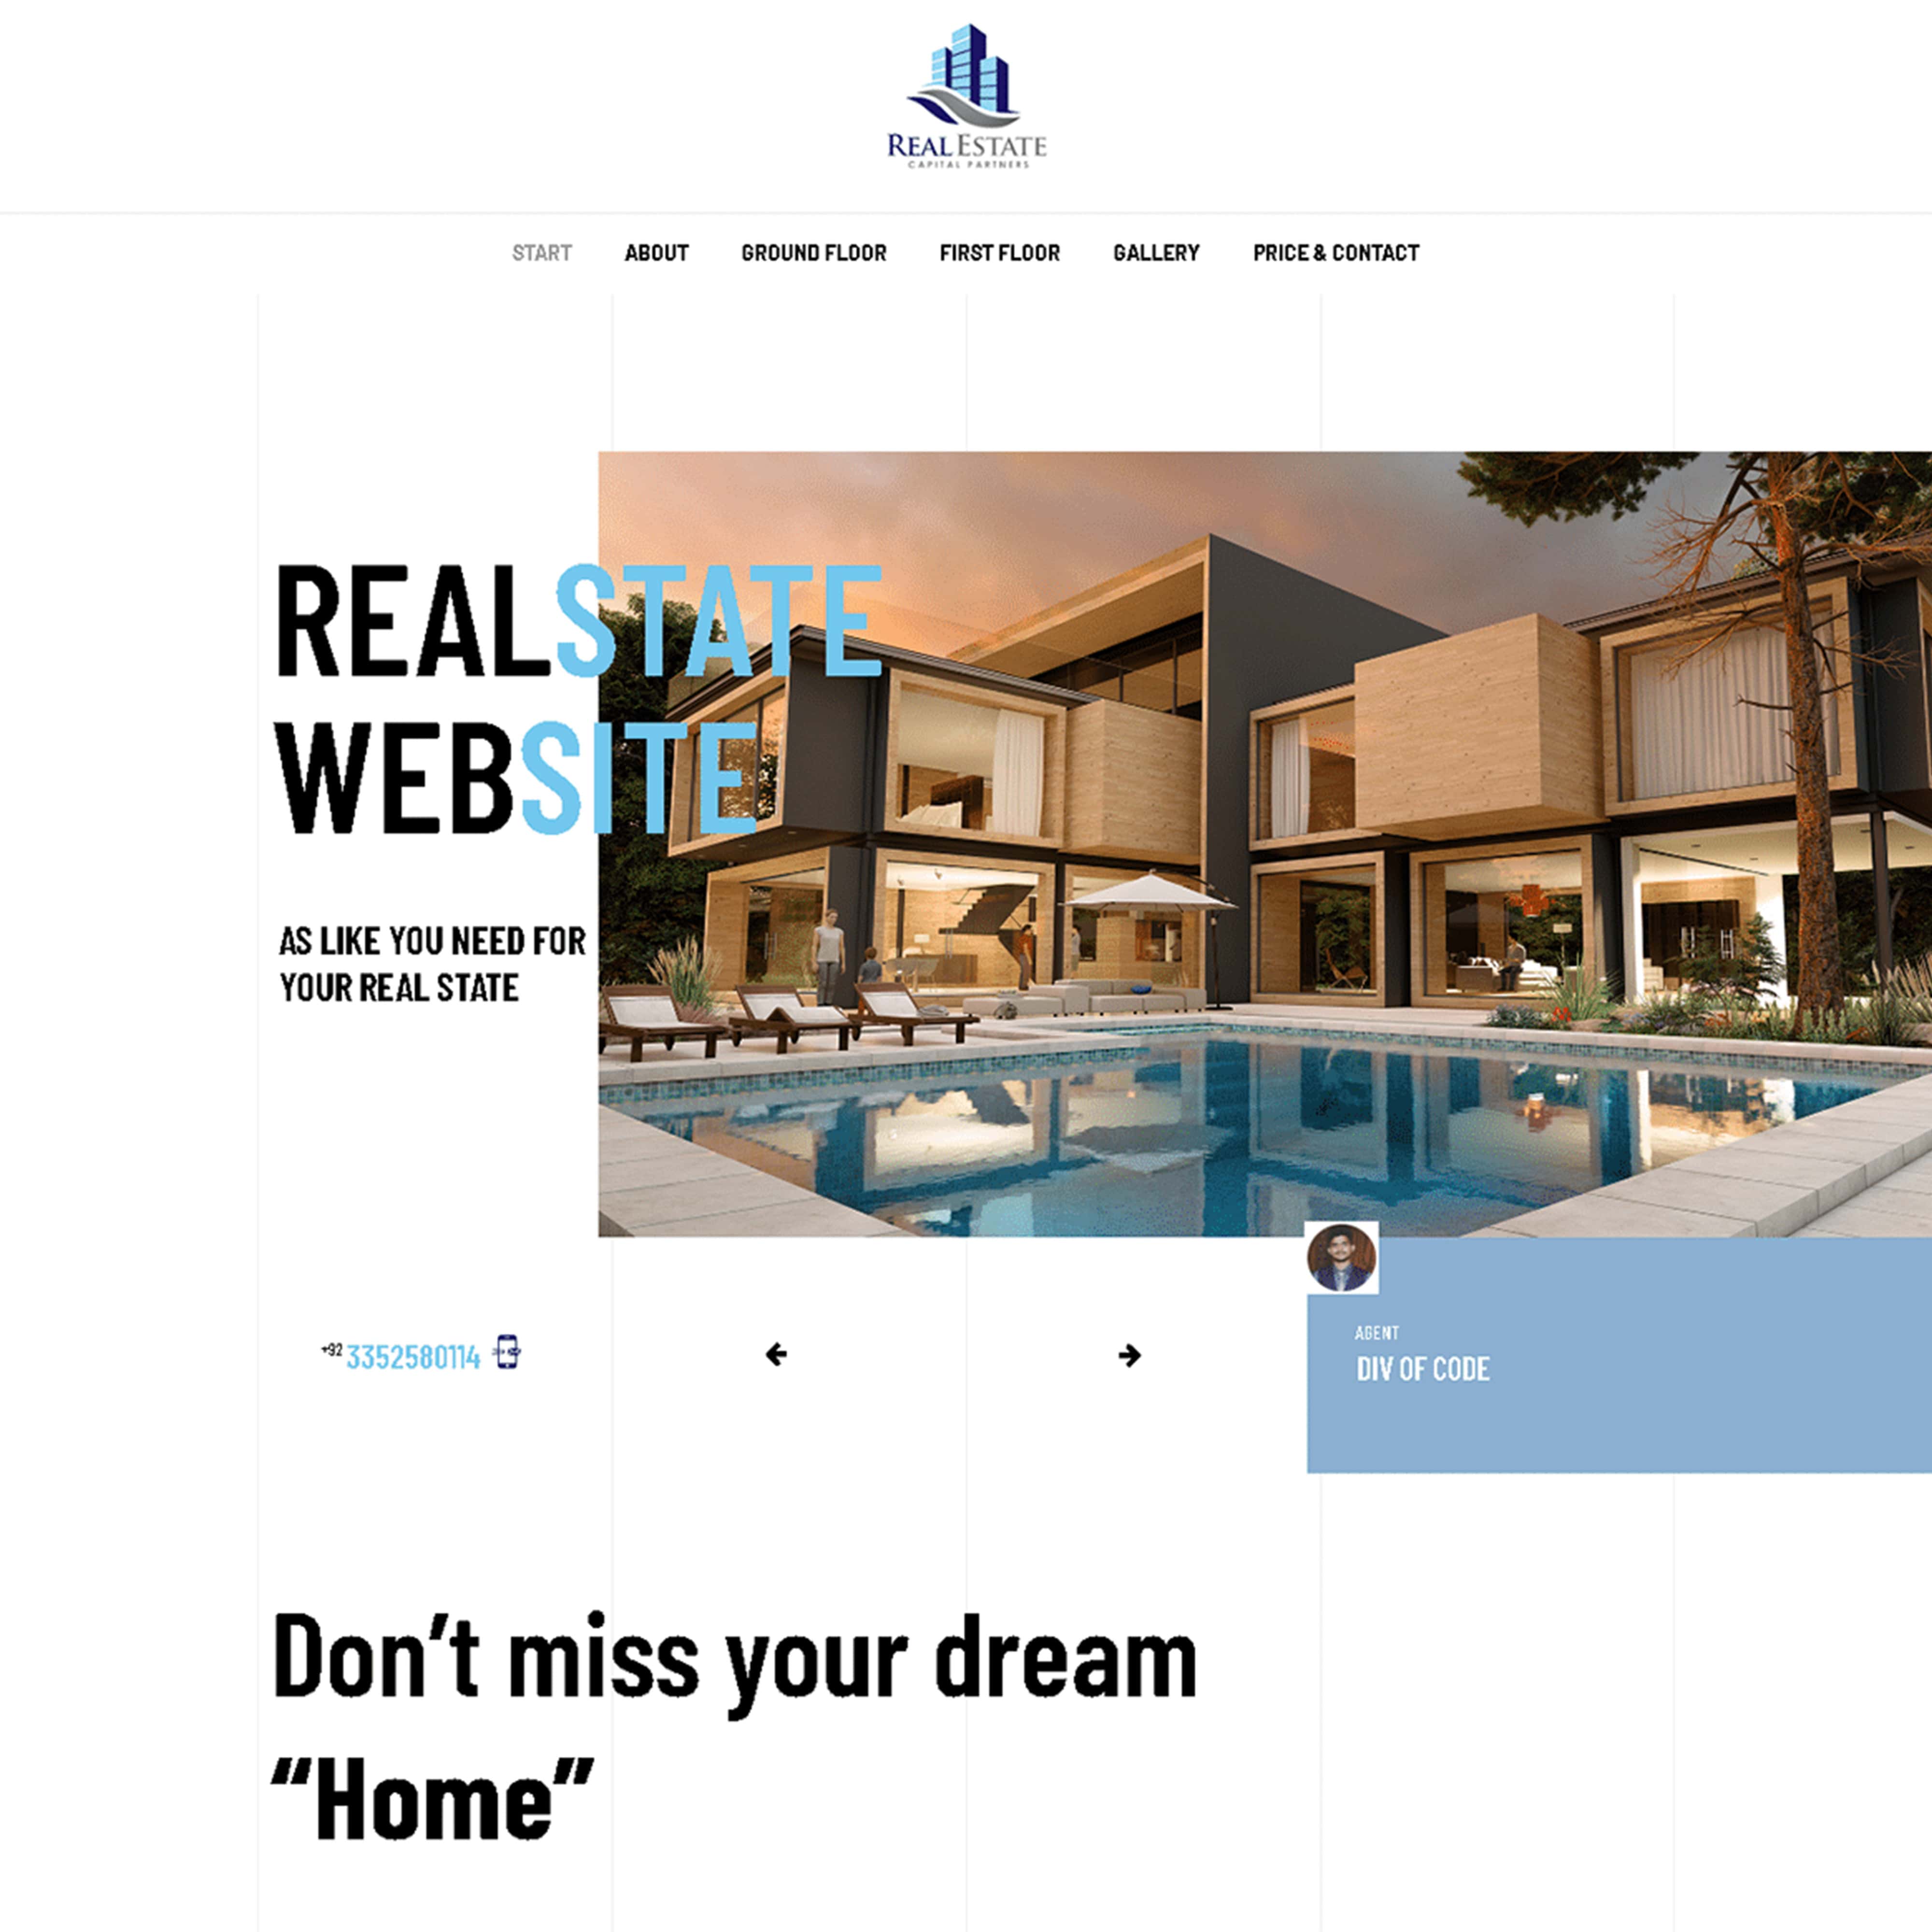 REAL ESTATE
CAPITAL PARTNERS
START ABOUT GROUND FLOOR FIRST FLOOR GALLERY PRICE & CONTACT
REALSTATE
WEBSITE
AS LIKE YOU NEED FOR
YOUR REAL STATE
+92 3352580114
AGENT
DIV OF CODE
Don’t miss your dream
“Home”